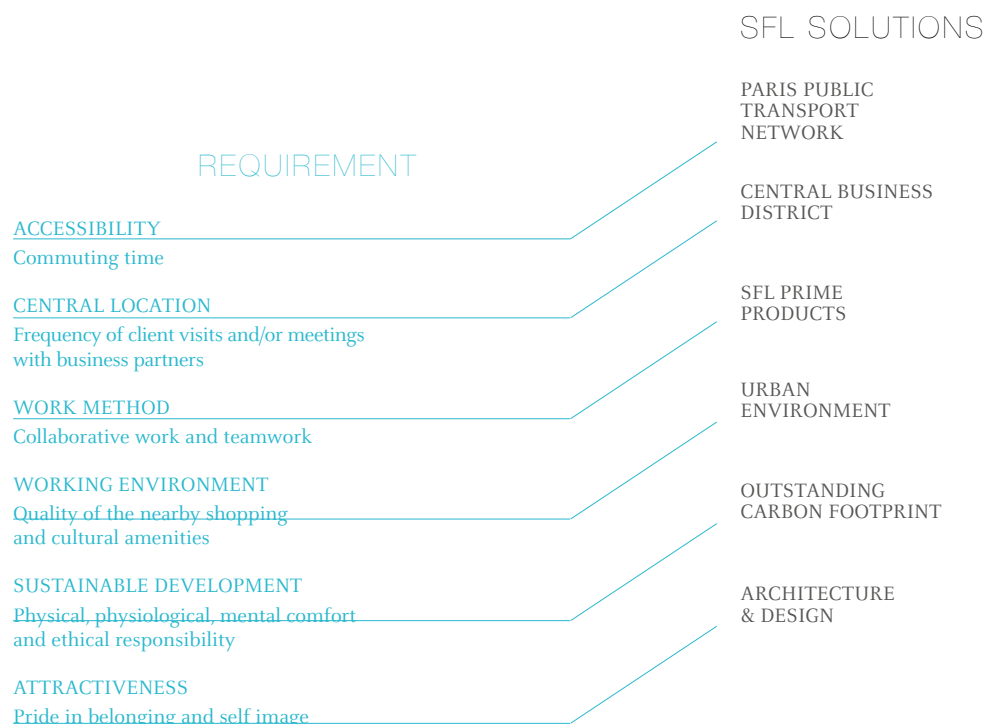 SFL SOLUTIONS
PARIS PUBLIC
TRANSPORT
NETWORK
REQUIREMENT
CENTRAL BUSINESS
DISTRICT
ACCESSIBILITY
Commuting time
SFL PRIME
PRODUCTS
CENTRAL LOCATION
Frequency of client visits and/or meetings
with business partners
URBAN
ENVIRONMENT
WORK METHOD
Collaborative work and teamwork
OUTSTANDING
CARBON FOOTPRINT
WORKING ENVIRONMENT
Quality of the nearby shopping
and cultural amenities
ARCHITECTURE
& DESIGN
SUSTAINABLE DEVELOPMENT
Physical, physiological, mental comfort
and ethical responsibility
ATTRACTIVENESS
Pride in belonging and self image